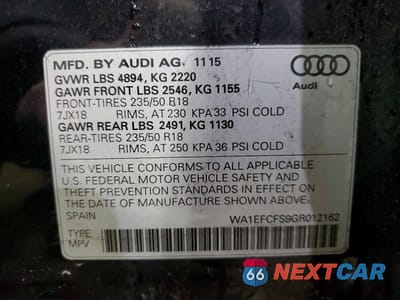 MFD. BY AUDI AG 11 15
GVWR LBS 4894, KG 2220
GAWR FRONT LBS 2546, KG 1155
FRONT-TIRES 235/50 R18
7JX18 RIMS, AT 230 KPA 33 PSI COLD
GAWR REAR LBS 2491, KG 1130
REAR-TIRES 235/50 R18
7JX18 RIMS, AT 250 KPA 36 PSI COLD
Audi
THIS VEHICLE CONFORMS TO ALL APPLICABLE
U.S. FEDERAL MOTOR VEHICLE SAFETY AND
THEFT PREVENTION STANDARDS IN EFFECT ON
THE DATE OF MANUFACTURE SHOWN ABOVE.
SPAIN WA1EFCFS9GR012162
TYPE:
MPV
66 NEXTCAR